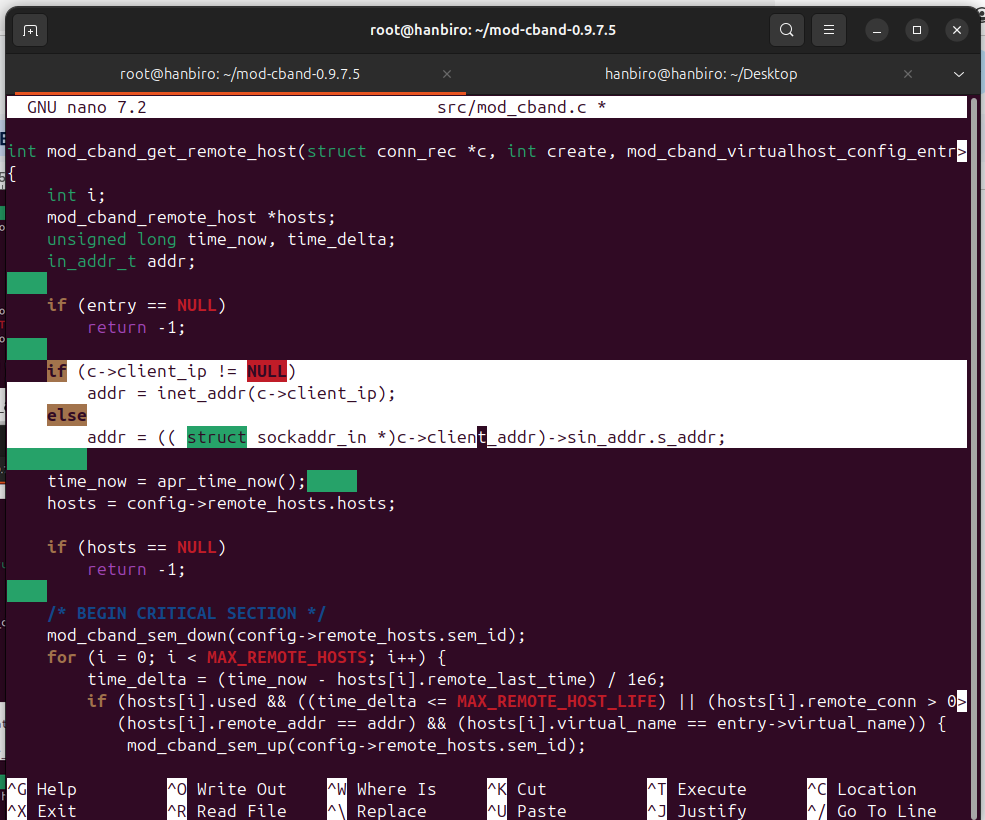 root@hanbiro: ~/mod-cband-0.9.7.5
root@hanbiro: ~/mod-cband-0.9.7.5 × hanbiro@hanbiro: ~/Desktop ×
GNU nano 7.2 src/mod_cband.c *
int mod_cband_get_remote_host(struct conn_rec *c, int create, mod_cband_virtualhost_config_entr>
{
int i;
mod_cband_remote_host *hosts;
unsigned long time_now, time_delta;
in_addr_t addr;
if (entry == NULL)
return -1;
if (c->client_ip != NULL)
addr = inet_addr(c->client_ip);
else
addr = (( struct sockaddr_in *)c->client_addr)->sin_addr.s_addr;
time_now = apr_time_now();
hosts = config->remote_hosts.hosts;
if (hosts == NULL)
return -1;
/* BEGIN CRITICAL SECTION */
mod_cband_sem_down(config->remote_hosts.sem_id);
for (i = 0; i < MAX_REMOTE_HOSTS; i++) {
time_delta = (time_now - hosts[i].remote_last_time) / 1e6;
if (hosts[i].used && ((time_delta <= MAX_REMOTE_HOST_LIFE) || (hosts[i].remote_conn > 0>
(hosts[i].remote_addr == addr) && (hosts[i].virtual_name == entry->virtual_name)) {
mod_cband_sem_up(config->remote_hosts.sem_id);
^G Help ^O Write Out ^W Where Is ^K Cut ^T Execute ^C Location
^X Exit ^R Read File ^\ Replace ^U Paste ^J Justify ^/ Go To Line